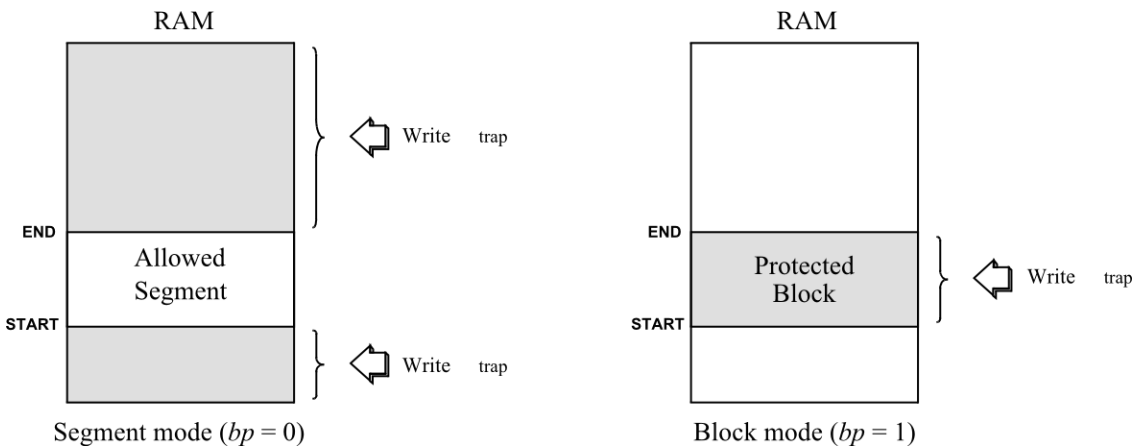 RAM
Write trap
END
Allowed
Segment
START
Write trap
Segment mode (bp = 0)
RAM
END
Protected
Block
Write trap
START
Block mode (bp = 1)